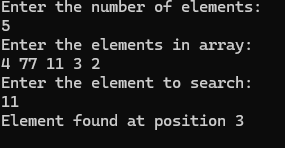 Enter the number of elements:
5
Enter the elements in array:
4 77 11 3 2
Enter the element to search:
11
Element found at position 3